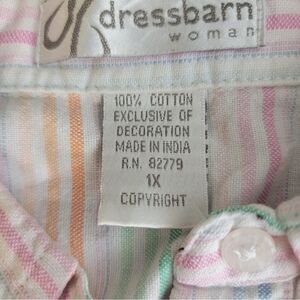 dressbarn
woman
100% COTTON
EXCLUSIVE OF
DECORATION
MADE IN INDIA
R.N. 82779
1X
COPYRIGHT